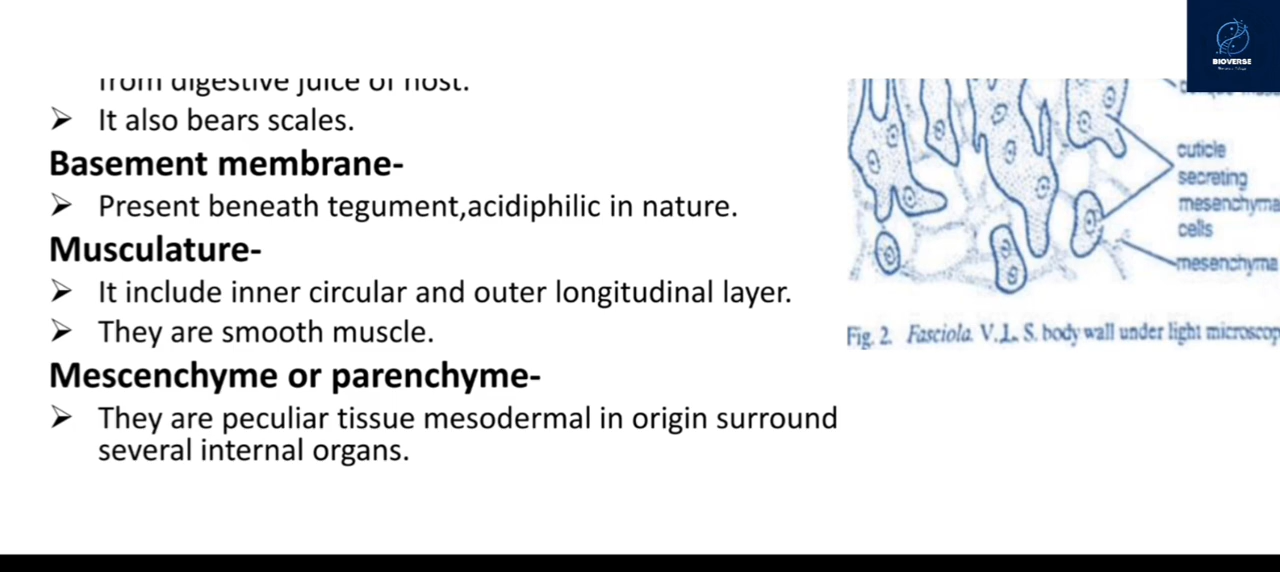 from digestive juice of host.
➢ It also bears scales.
Basement membrane-
➢ Present beneath tegument,acidiphilic in nature.
Musculature-
➢ It include inner circular and outer longitudinal layer.
➢ They are smooth muscle.
Mescenchyme or parenchyme-
➢ They are peculiar tissue mesodermal in origin surround
several internal organs.
BIOVERSE
cuticle
secreting
mesenchyma
cells
mesenchyma
Fig. 2. Fasciola. V.L. S. body wall under light microscop